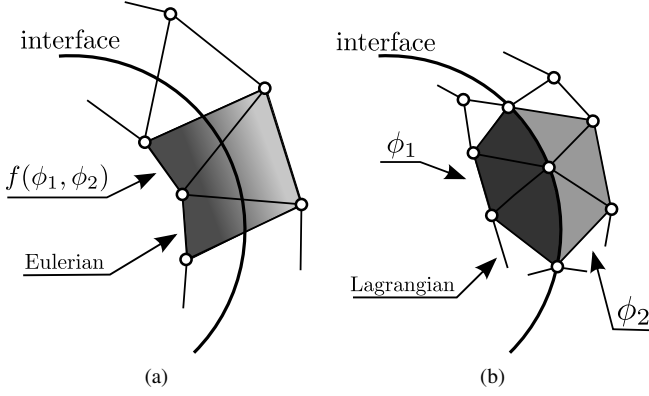 interface
f(ϕ₁, ϕ₂)
Eulerian
(a)
interface
ϕ₁
Lagrangian
ϕ₂
(b)